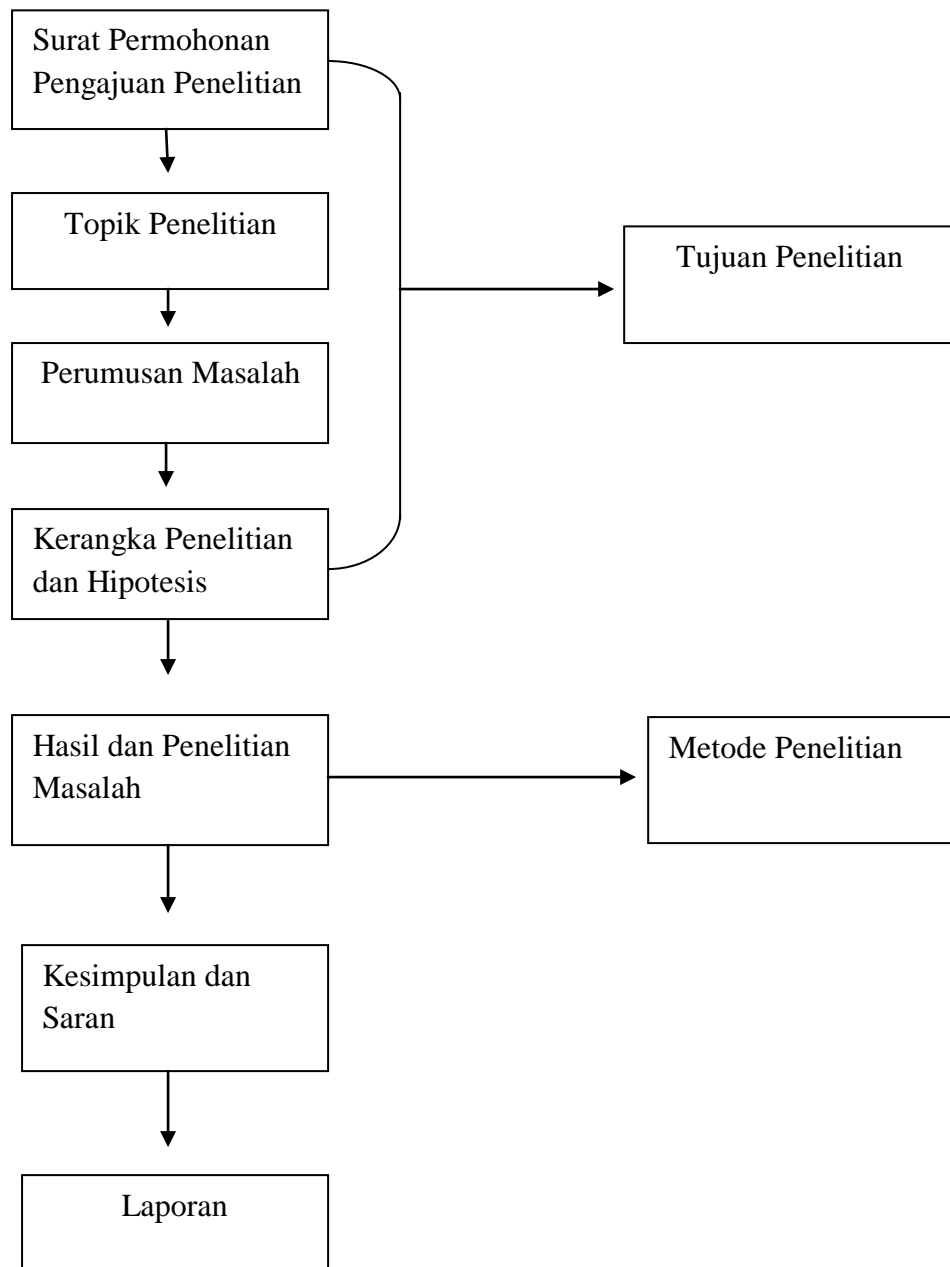 Surat Permohonan
Pengajuan Penelitian
Topik Penelitian
Tujuan Penelitian
Perumusan Masalah
Kerangka Penelitian
dan Hipotesis
Hasil dan Penelitian
Masalah
Metode Penelitian
Kesimpulan dan
Saran
Laporan